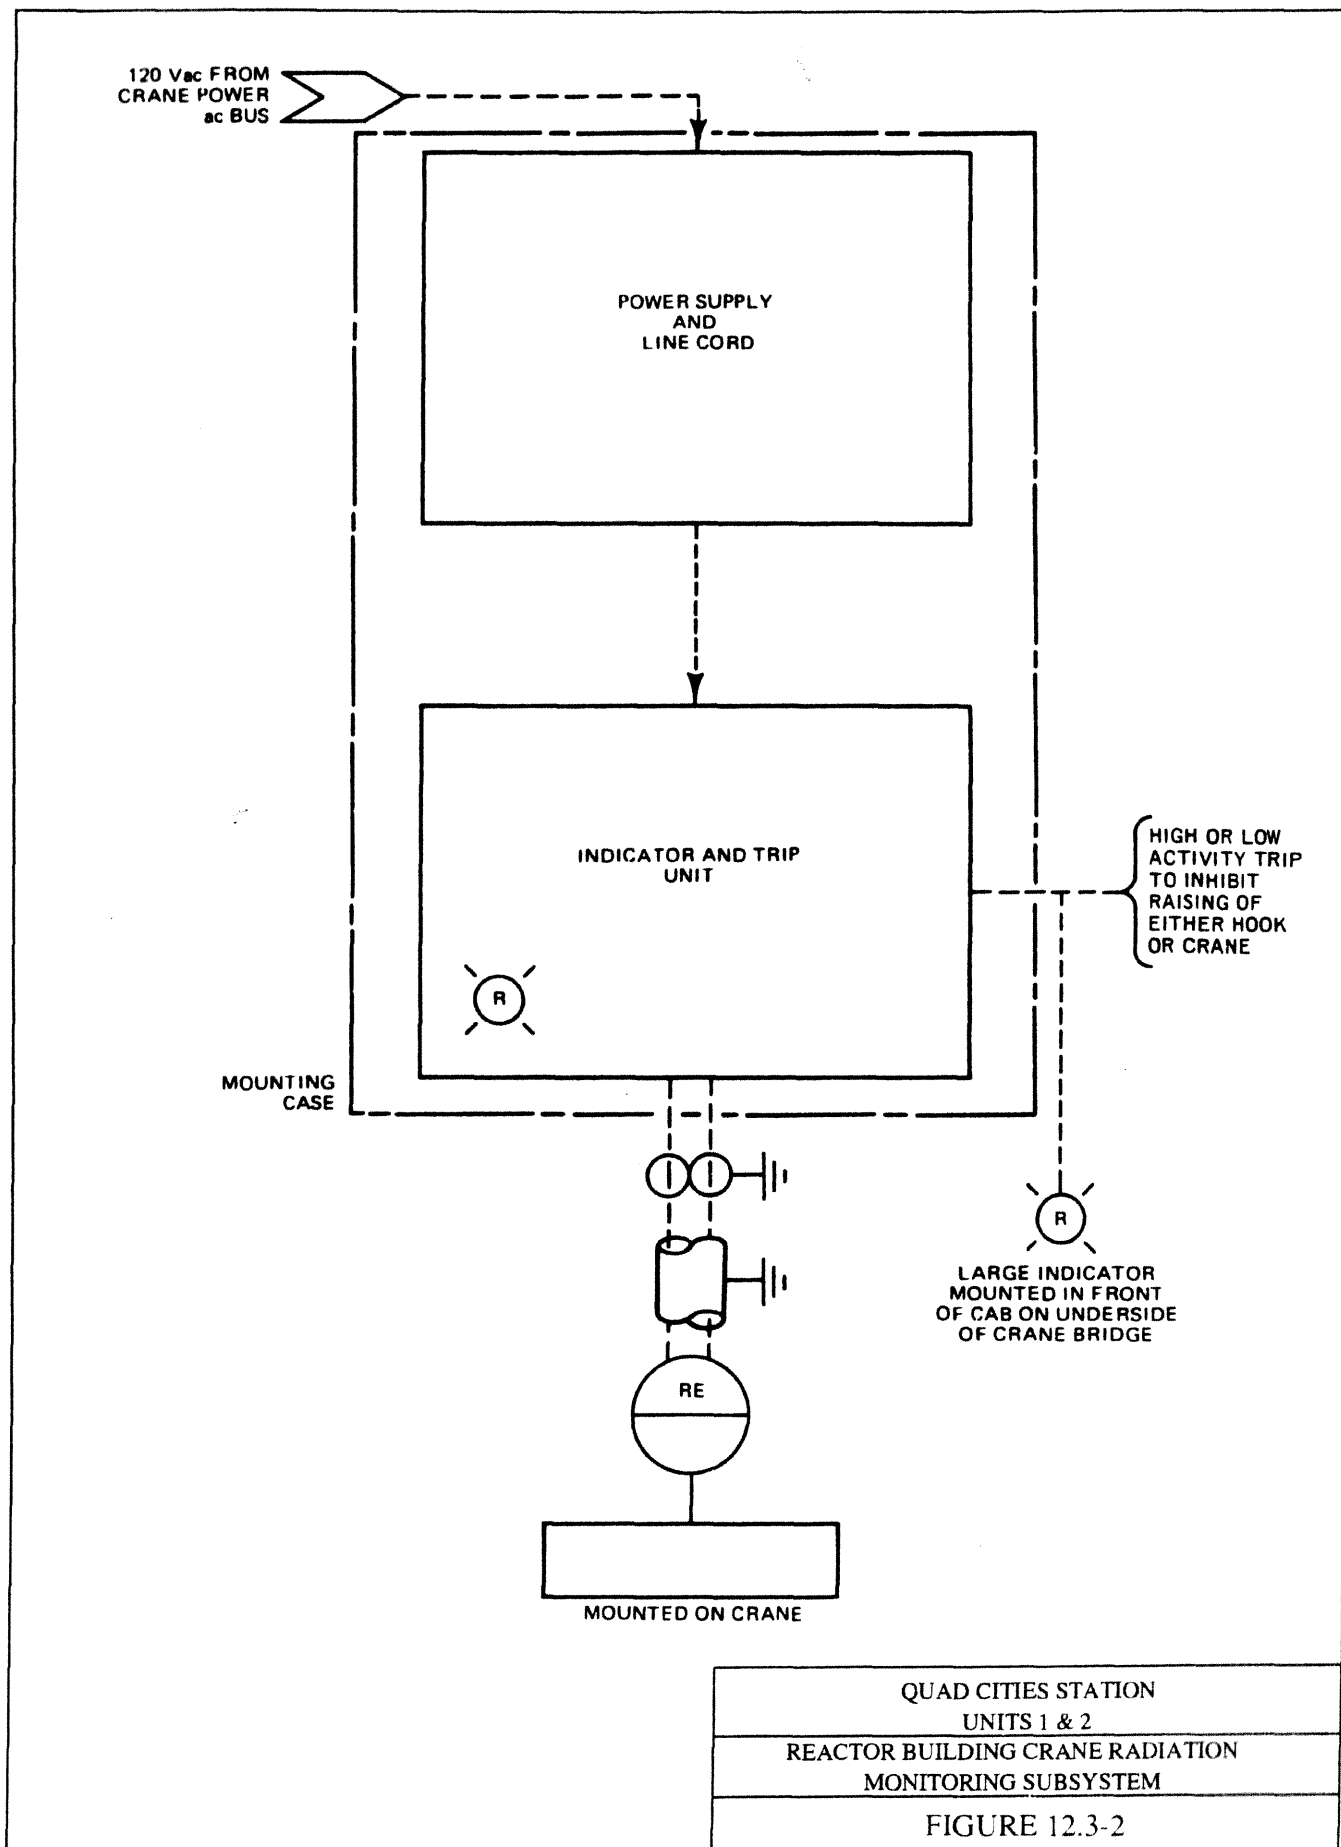 120 Vac FROM
CRANE POWER
ac BUS
POWER SUPPLY
AND
LINE CORD
INDICATOR AND TRIP
UNIT
R
HIGH OR LOW
ACTIVITY TRIP
TO INHIBIT
RAISING OF
EITHER HOOK
OR CRANE
MOUNTING
CASE
R
LARGE INDICATOR
MOUNTED IN FRONT
OF CAB ON UNDERSIDE
OF CRANE BRIDGE
RE
MOUNTED ON CRANE
QUAD CITIES STATION
UNITS 1 & 2
REACTOR BUILDING CRANE RADIATION
MONITORING SUBSYSTEM
FIGURE 12.3-2